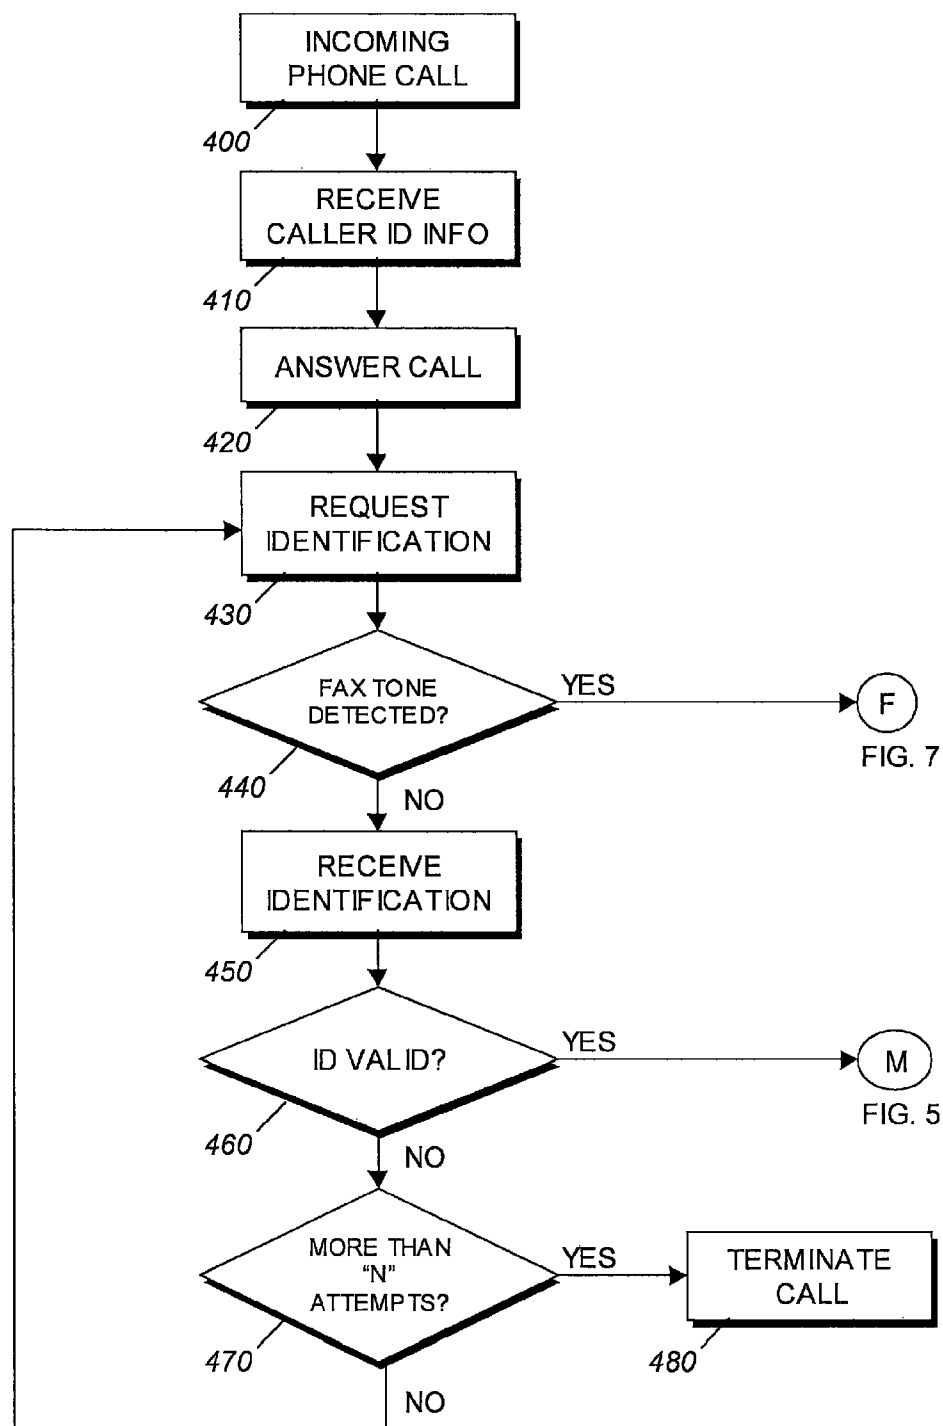 INCOMING
PHONE CALL
400
RECEIVE
CALLER ID INFO
410
ANSWER CALL
420
REQUEST
IDENTIFICATION
430
FAX TONE
DETECTED?
YES
F
FIG. 7
440
NO
RECEIVE
IDENTIFICATION
450
ID VALID?
YES
M
FIG. 5
460
NO
MORE THAN
“N”
ATTEMPTS?
YES
TERMINATE
CALL
470
480
NO